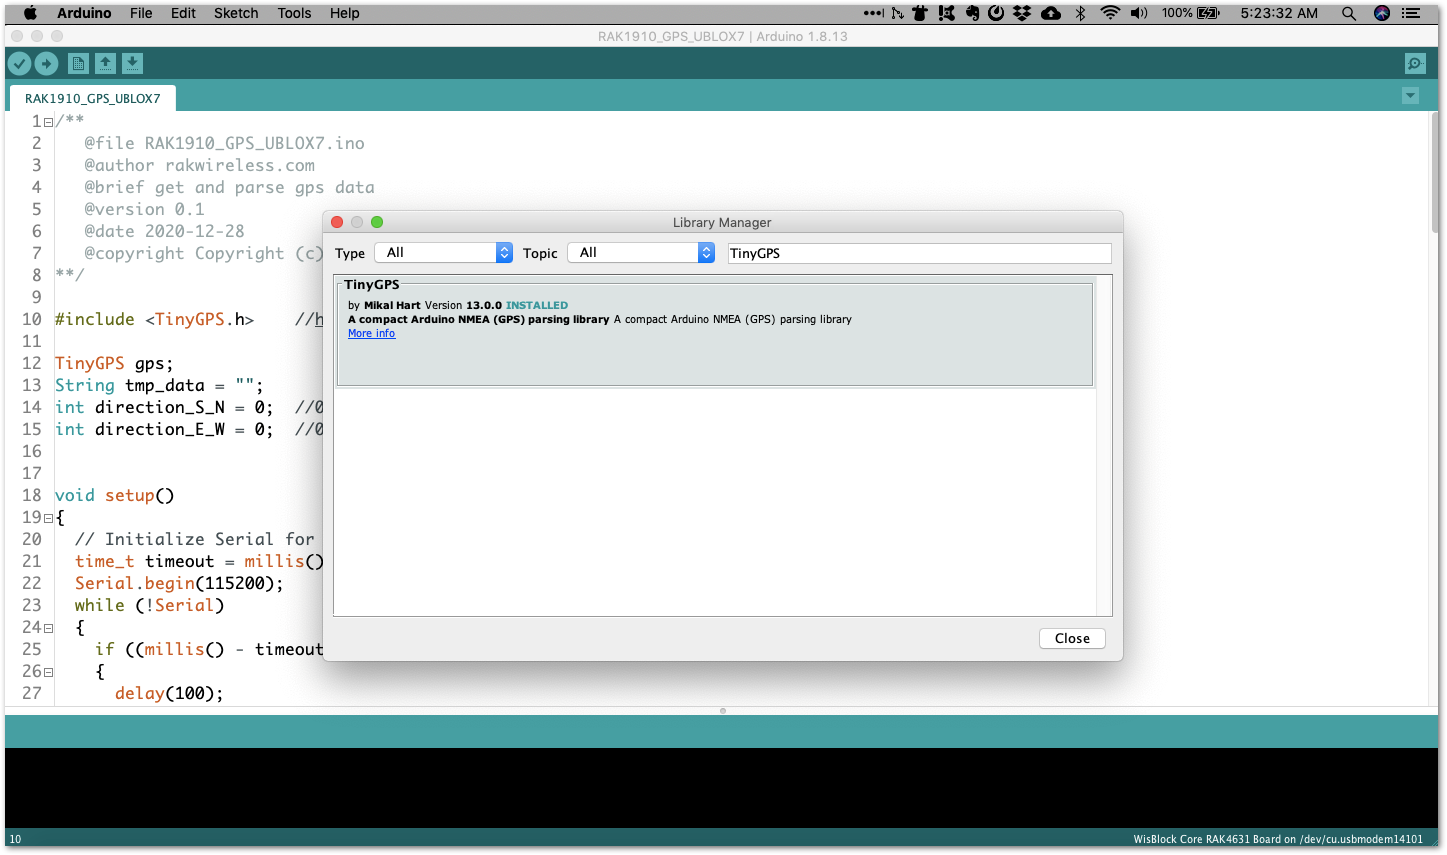 Arduino File Edit Sketch Tools Help 100% 5:23:32 AM
RAK1910_GPS_UBLOX7 | Arduino 1.8.13
RAK1910_GPS_UBLOX7
1 /**
2 @file RAK1910_GPS_UBLOX7.ino
3 @author rakwireless.com
4 @brief get and parse gps data
5 @version 0.1
6 @date 2020-12-28
7 @copyright Copyright (c)
8 **/
9
10 #include <TinyGPS.h> //h
11
12 TinyGPS gps;
13 String tmp_data = "";
14 int direction_S_N = 0; //0
15 int direction_E_W = 0; //0
16
17
18 void setup()
19 {
20 // Initialize Serial for
21 time_t timeout = millis()
22 Serial.begin(115200);
23 while (!Serial)
24 {
25 if ((millis() - timeout
26 {
27 delay(100);
Library Manager
Type All Topic All TinyGPS
TinyGPS
by Mikal Hart Version 13.0.0 INSTALLED
A compact Arduino NMEA (GPS) parsing library A compact Arduino NMEA (GPS) parsing library
More info
Close
10 WisBlock Core RAK4631 Board on /dev/cu.usbmodem14101